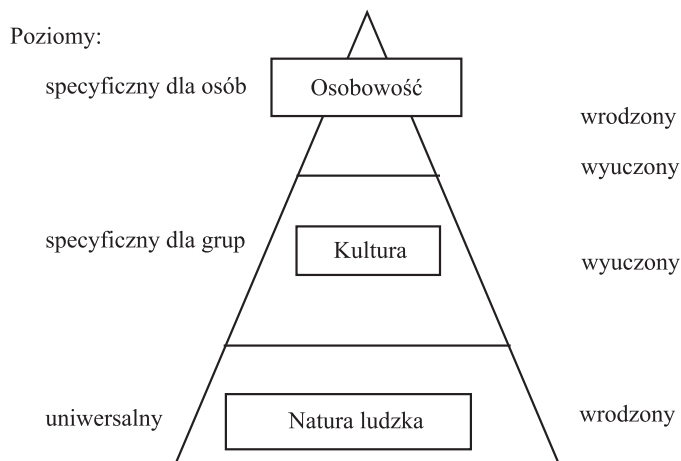 Poziomy:
specyficzny dla osób
Osobowość
wrodzony
wyuczony
specyficzny dla grup
Kultura
wyuczony
uniwersalny
Natura ludzka
wrodzony